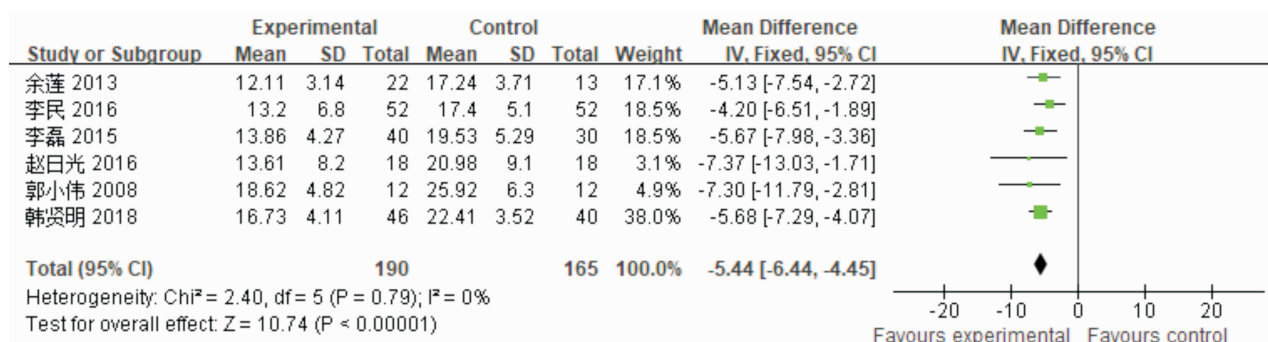 Experimental Control Mean Difference Mean Difference
Study or Subgroup Mean SD Total Mean SD Total Weight IV, Fixed, 95% CI IV, Fixed, 95% CI
余莲 2013 12.11 3.14 22 17.24 3.71 13 17.1% -5.13 [-7.54, -2.72]
李民 2016 13.2 6.8 52 17.4 5.1 52 18.5% -4.20 [-6.51, -1.89]
李磊 2015 13.86 4.27 40 19.53 5.29 30 18.5% -5.67 [-7.98, -3.36]
赵日光 2016 13.61 8.2 18 20.98 9.1 18 3.1% -7.37 [-13.03, -1.71]
郭小伟 2008 18.62 4.82 12 25.92 6.3 12 4.9% -7.30 [-11.79, -2.81]
韩贤明 2018 16.73 4.11 46 22.41 3.52 40 38.0% -5.68 [-7.29, -4.07]
Total (95% CI) 190 165 100.0% -5.44 [-6.44, -4.45]
Heterogeneity: Chi² = 2.40, df = 5 (P = 0.79); I² = 0%
Test for overall effect: Z = 10.74 (P < 0.00001)
-20 -10 0 10 20
Favours experimental Favours control